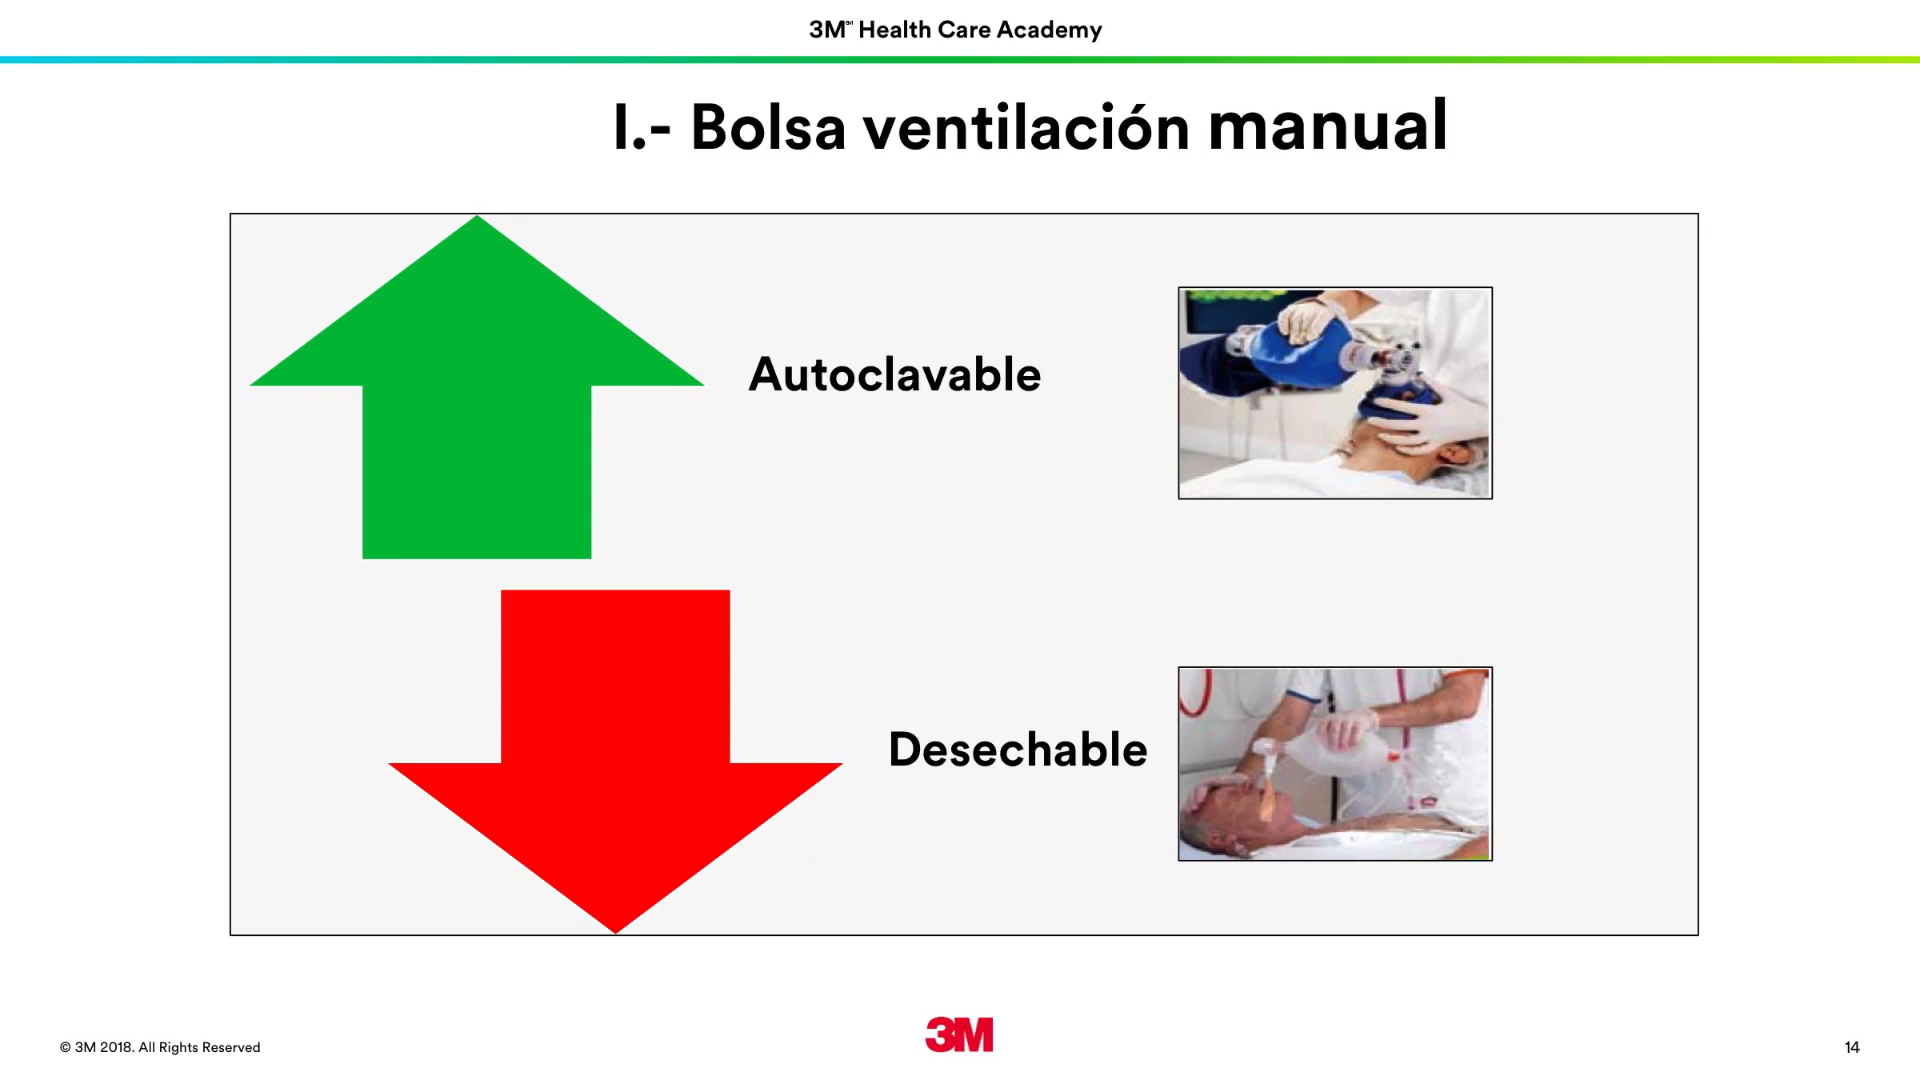 3M℠ Health Care Academy
I.- Bolsa ventilación manual
Autoclavable
Desechable
3M
© 3M 2018. All Rights Reserved
14